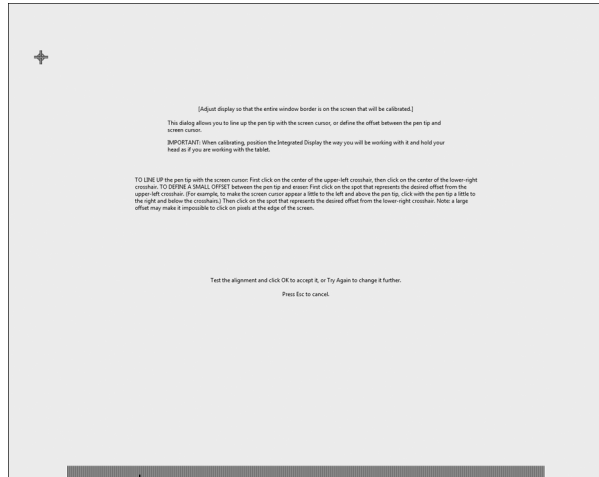 [Adjust display so that the entire window border is on the screen that will be calibrated.]
This dialog allows you to line up the pen tip with the screen cursor, or define the offset between the pen tip and
screen cursor.
IMPORTANT: When calibrating, position the Integrated Display the way you will be working with it and hold your
head as if you are working with the tablet.
TO LINE UP the pen tip with the screen cursor: First click on the center of the upper-left crosshair, then click on the center of the lower-right
crosshair. TO DEFINE A SMALL OFFSET between the pen tip and eraser: First click on the spot that represents the desired offset from the
upper-left crosshair. (For example, to make the screen cursor appear a little to the left and above the pen tip, click with the pen tip a little to
the right and below the crosshairs.) Then click on the spot that represents the desired offset from the lower-right crosshair. Note: a large
offset may make it impossible to click on pixels at the edge of the screen.
Test the alignment and click OK to accept it, or Try Again to change it further.
Press Esc to cancel.